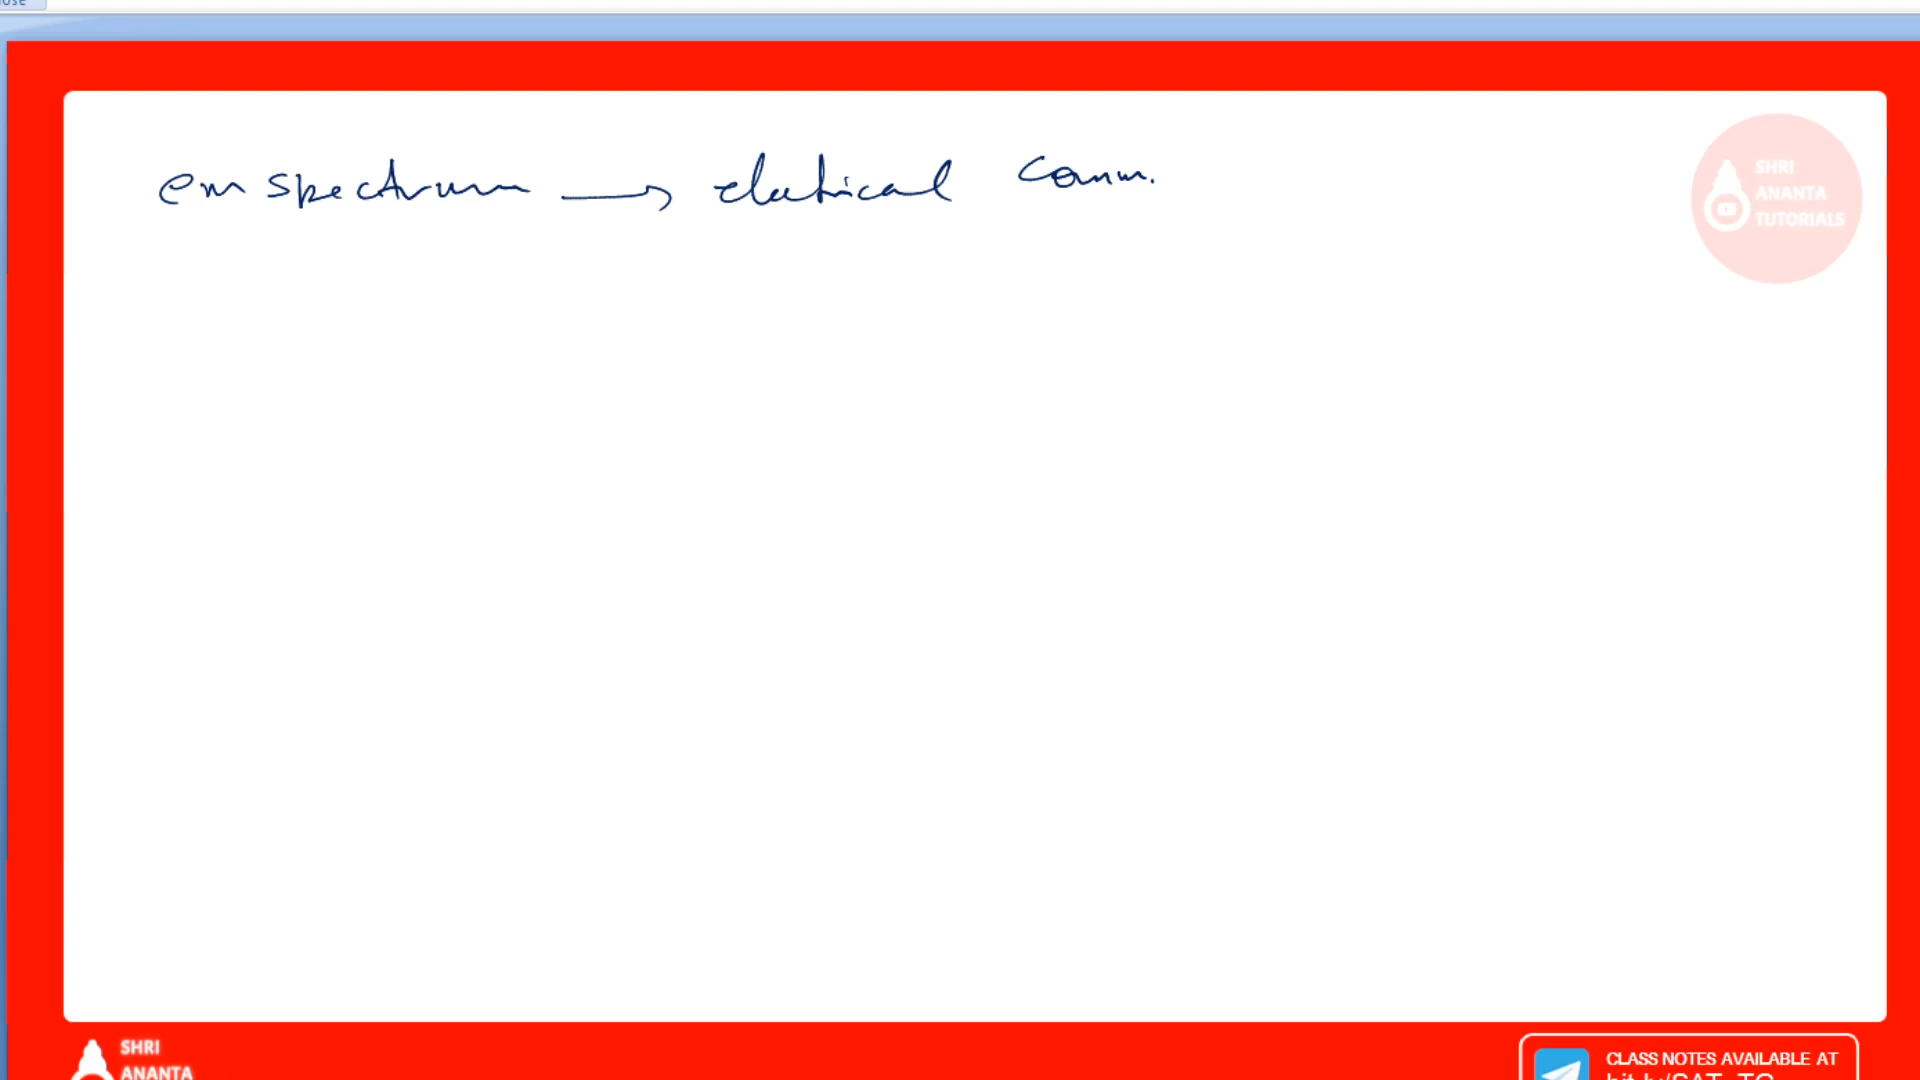 em spectrum → electrical comm.
SHRI
ANANTA
TUTORIALS
SHRI
ANANTA
CLASS NOTES AVAILABLE AT